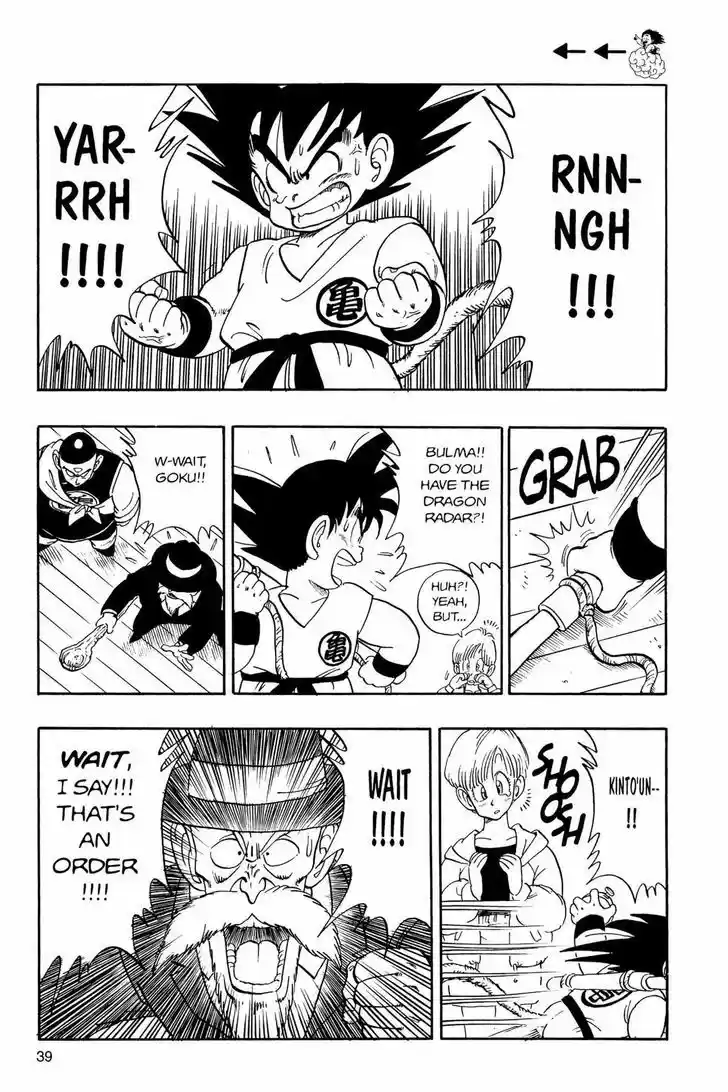 RNN-
NGH
!!!
YAR-
RRH
!!!!
亀
GRAB
BULMA!!
DO YOU
HAVE THE
DRAGON
RADAR?!
HUH?!
YEAH,
BUT...
亀
W-WAIT,
GOKU!!
KINTO'UN--
!!
SHOOSH
WAIT
!!!!
WAIT,
I SAY!!!
THAT'S
AN
ORDER
!!!!
39